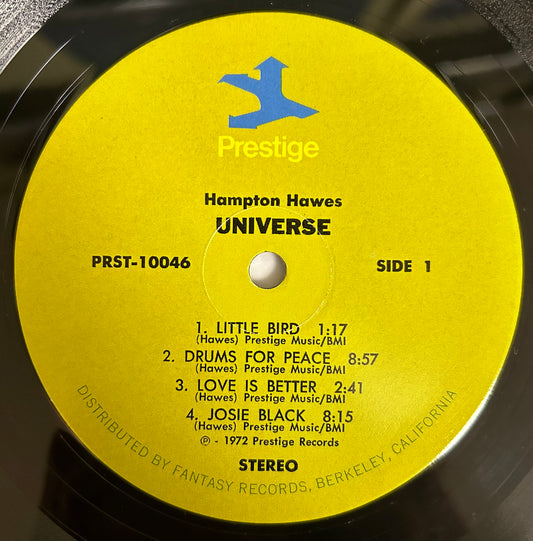 Prestige
Hampton Hawes
UNIVERSE
PRST-10046 SIDE 1
1. LITTLE BIRD 1:17
(Hawes) Prestige Music/BMI
2. DRUMS FOR PEACE 8:57
(Hawes) Prestige Music/BMI
3. LOVE IS BETTER 2:41
(Hawes) Prestige Music/BMI
4. JOSIE BLACK 8:15
(Hawes) Prestige Music/BMI
℗ - 1972 Prestige Records
STEREO
DISTRIBUTED BY FANTASY RECORDS, BERKELEY, CALIFORNIA